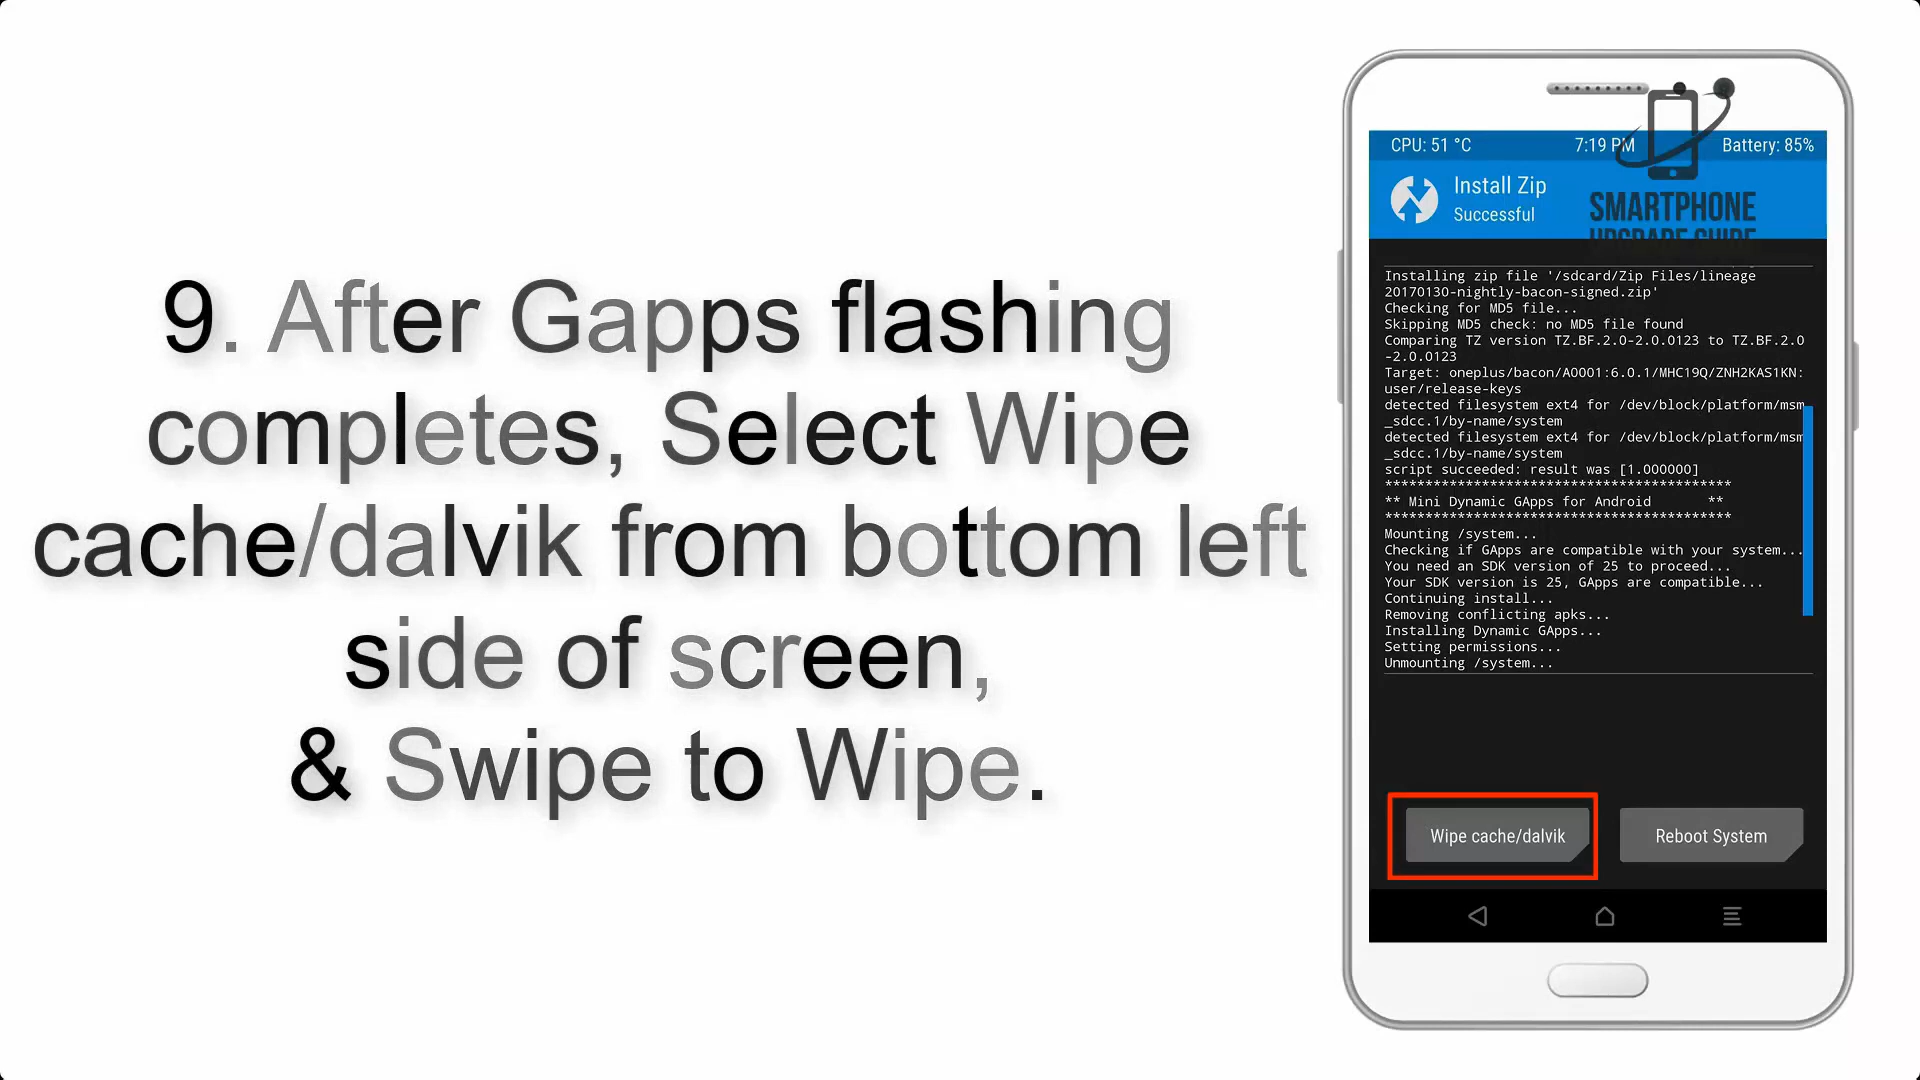 9. After Gapps flashing
completes, Select Wipe
cache/dalvik from bottom left
side of screen,
& Swipe to Wipe.
CPU: 51 °C 7:19 PM Battery: 85%
Install Zip
Successful
SMARTPHONE
UPGRADE GUIDE
Installing zip file '/sdcard/Zip Files/lineage
20170130-nightly-bacon-signed.zip'
Checking for MD5 file...
Skipping MD5 check: no MD5 file found
Comparing TZ version TZ.BF.2.0-2.0.0123 to TZ.BF.2.0
-2.0.0123
Target: oneplus/bacon/A0001:6.0.1/MHC19Q/ZNH2KAS1KN:
user/release-keys
detected filesystem ext4 for /dev/block/platform/msm
_sdcc.1/by-name/system
detected filesystem ext4 for /dev/block/platform/msm
_sdcc.1/by-name/system
script succeeded: result was [1.000000]
*******************************************
** Mini Dynamic GApps for Android **
*******************************************
Mounting /system...
Checking if GApps are compatible with your system...
You need an SDK version of 25 to proceed...
Your SDK version is 25, GApps are compatible...
Continuing install...
Removing conflicting apks...
Installing Dynamic GApps...
Setting permissions...
Unmounting /system...
Wipe cache/dalvik Reboot System